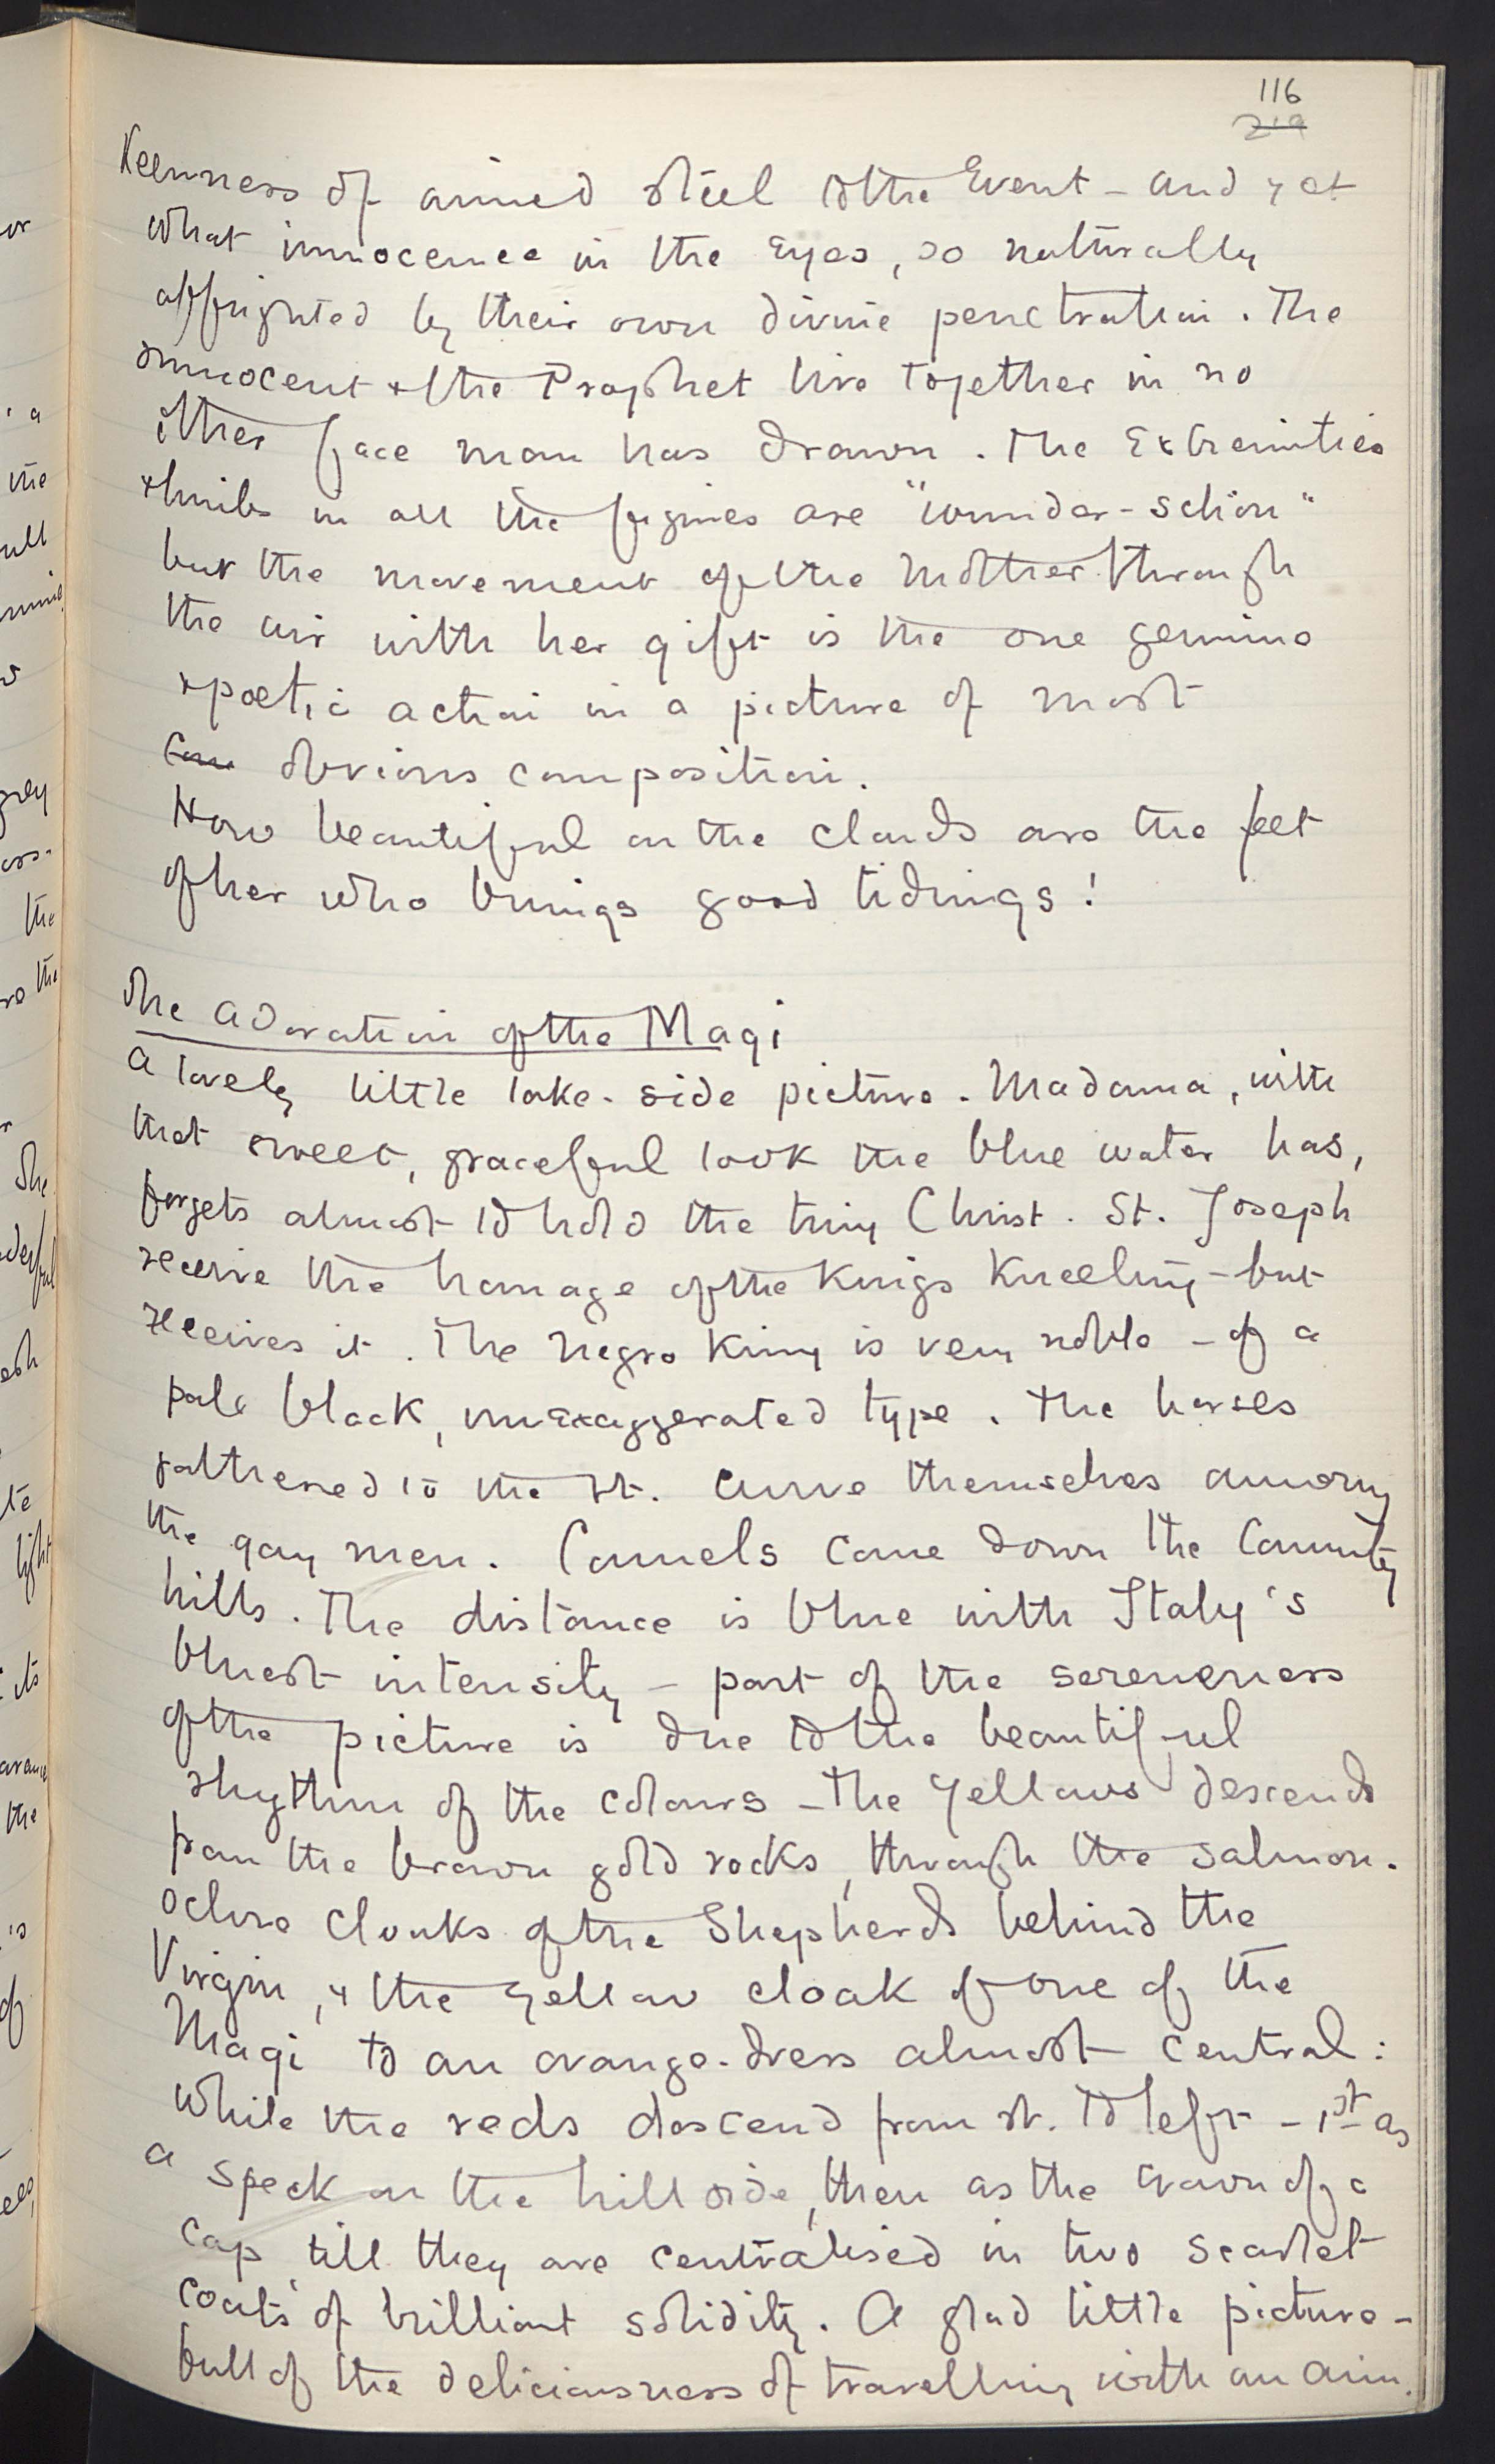 116
219
Keenness of aimed steel to the Event – and yet
what innocence in the Eyes, so naturally
affrighted by their own divine penetration. The
innocent & the Prophet live together in no
other face man has drawn. The Extremities
& limbs in all the figures are "wunder-schön"
but the movement of the Mother through
the air with her gift is the one genuine
& poetic action in a picture of most
Com obvious composition.
How beautiful on the clouds are the feet
of her who brings good tidings!
The Adoration of the Magi
A lovely little lake-side picture. Madonna, with
that sweet, graceful look the blue water has,
forgets almost to hold the tiny Christ. St. Joseph
receive the homage of the Kings kneeling – but
receives it. The negro King is very noble – of a
pale black, unexaggerated type. The horses
gathered to the rt. curve themselves among
the gay men. Camels come down the Country
hills. The distance is blue with Italy's
bluest intensity – part of the sereneness
of the picture is due to the beautiful
rhythm of the colours – the yellows descend
from the brown gold rocks, through the salmon-
ochre cloaks of the Shepherds behind the
Virgin, & the yellow cloak of one of the
Magi to an orange-dress almost central:
while the reds descend from rt. to left – 1st as
a speck on the hill side, then as the crown of a
cap, till they are centralised in two scarlet
coats of brilliant solidity. A glad little picture –
full of the deliciousness of travelling with an aim.